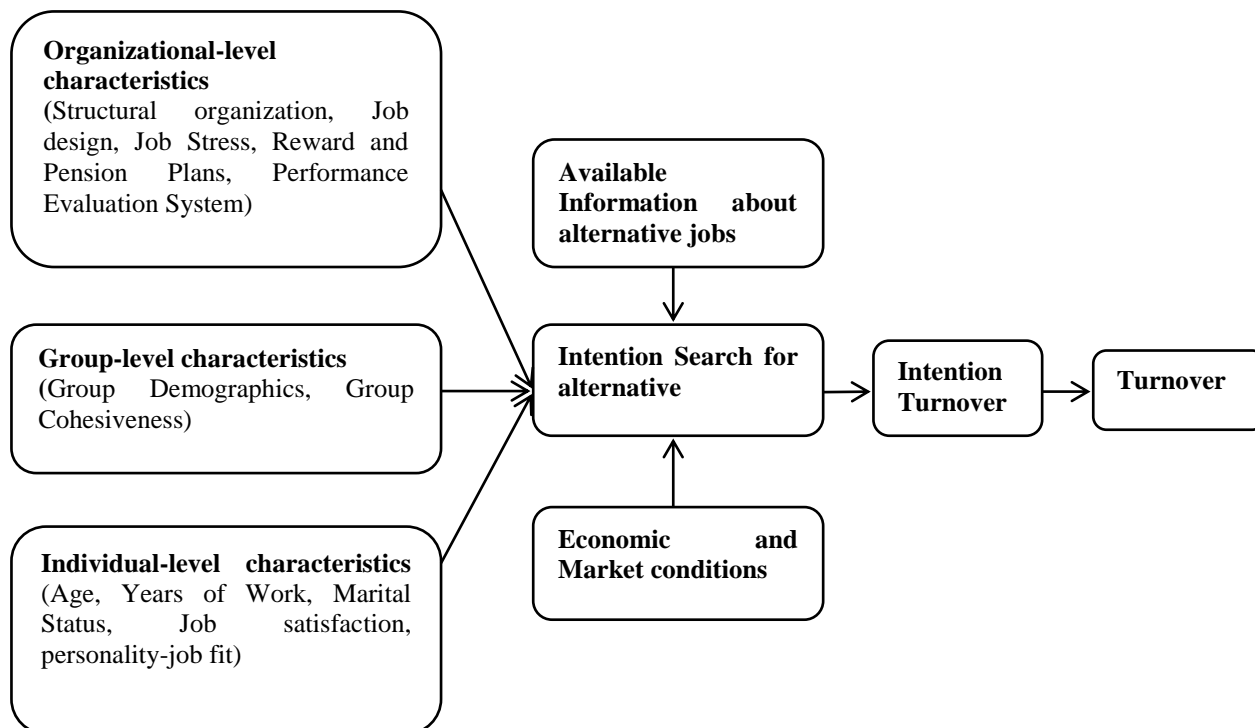 Organizational-level
characteristics
(Structural organization, Job
design, Job Stress, Reward and
Pension Plans, Performance
Evaluation System)
Group-level characteristics
(Group Demographics, Group
Cohesiveness)
Individual-level characteristics
(Age, Years of Work, Marital
Status, Job satisfaction,
personality-job fit)
Available
Information about
alternative jobs
Intention Search for
alternative
Economic and
Market conditions
Intention
Turnover
Turnover